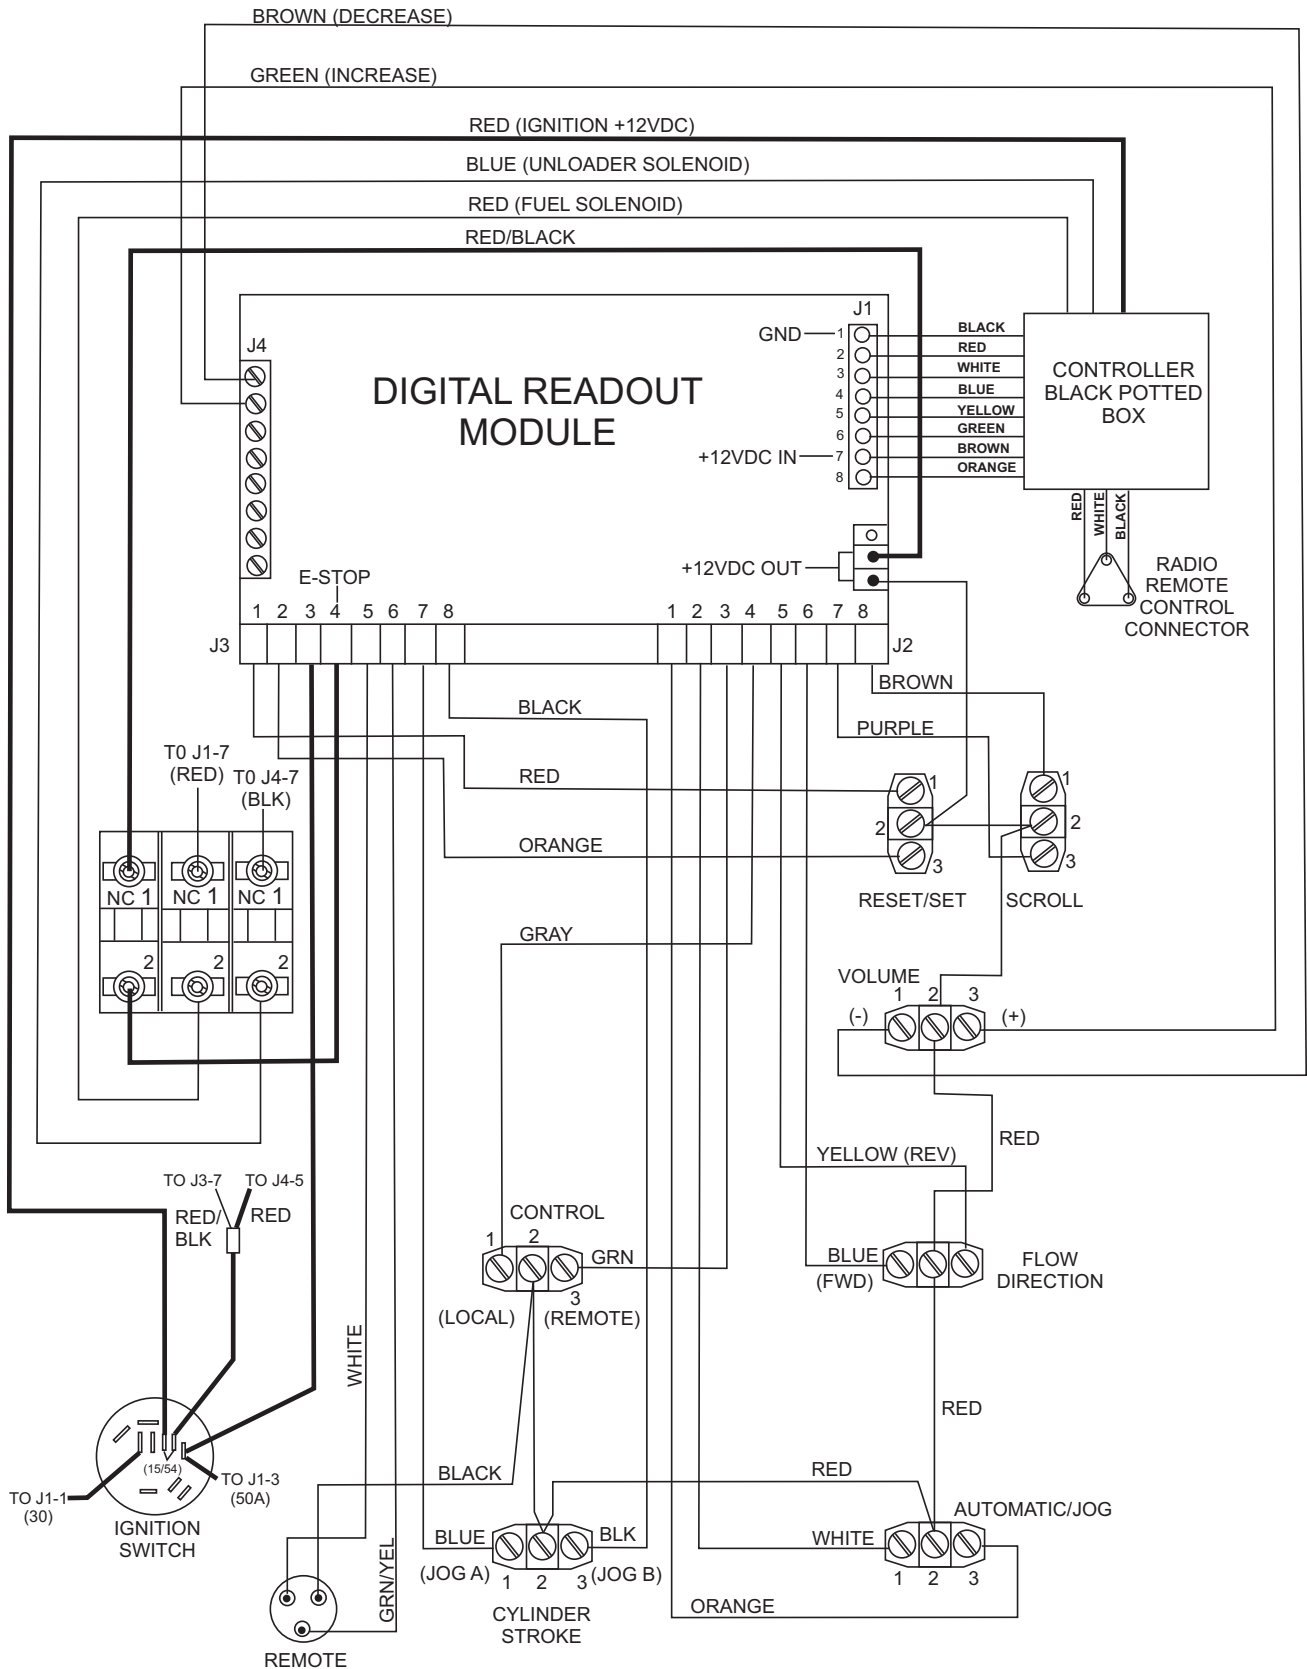 BROWN (DECREASE)
GREEN (INCREASE)
RED (IGNITION +12VDC)
BLUE (UNLOADER SOLENOID)
RED (FUEL SOLENOID)
RED/BLACK
J1
GND
1
2
3
4
5
6
7
8
BLACK
RED
WHITE
BLUE
YELLOW
GREEN
BROWN
ORANGE
CONTROLLER
BLACK POTTED
BOX
J4
DIGITAL READOUT
MODULE
+12VDC IN
RED
WHITE
BLACK
RADIO
REMOTE
CONTROL
CONNECTOR
+12VDC OUT
E-STOP
1 2 3 4 5 6 7 8
1 2 3 4 5 6 7 8
J3
J2
BROWN
BLACK
PURPLE
T0 J1-7
(RED)
T0 J4-7
(BLK)
RED
ORANGE
1
2
3
RESET/SET
1
2
3
SCROLL
NC 1
NC 1
NC 1
2
2
2
GRAY
VOLUME
1 2 3
(-)
(+)
RED
YELLOW (REV)
TO J3-7
TO J4-5
RED/
BLK
RED
CONTROL
1 2
GRN
3
(LOCAL)
(REMOTE)
BLUE
(FWD)
FLOW
DIRECTION
WHITE
RED
(15/54)
TO J1-1
(30)
TO J1-3
(50A)
IGNITION
SWITCH
BLACK
RED
AUTOMATIC/JOG
BLUE
(JOG A)
BLK
(JOG B)
1 2 3
CYLINDER
STROKE
WHITE
1 2 3
GRN/YEL
ORANGE
REMOTE